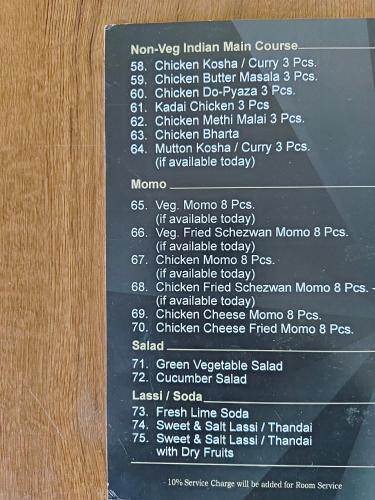 Non-Veg Indian Main Course
58. Chicken Kosha / Curry 3 Pcs.
59. Chicken Butter Masala 3 Pcs.
60. Chicken Do-Pyaza 3 Pcs.
61. Kadai Chicken 3 Pcs
62. Chicken Methi Malai 3 Pcs.
63. Chicken Bharta
64. Mutton Kosha / Curry 3 Pcs.
(if available today)
Momo
65. Veg. Momo 8 Pcs.
(if available today)
66. Veg. Fried Schezwan Momo 8 Pcs.
(if available today)
67. Chicken Momo 8 Pcs.
(if available today)
68. Chicken Fried Schezwan Momo 8 Pcs. -
(if available today)
69. Chicken Cheese Momo 8 Pcs.
70. Chicken Cheese Fried Momo 8 Pcs.
Salad
71. Green Vegetable Salad
72. Cucumber Salad
Lassi / Soda
73. Fresh Lime Soda
74. Sweet & Salt Lassi / Thandai
75. Sweet & Salt Lassi / Thandai
with Dry Fruits
- 10% Service Charge will be added for Room Service